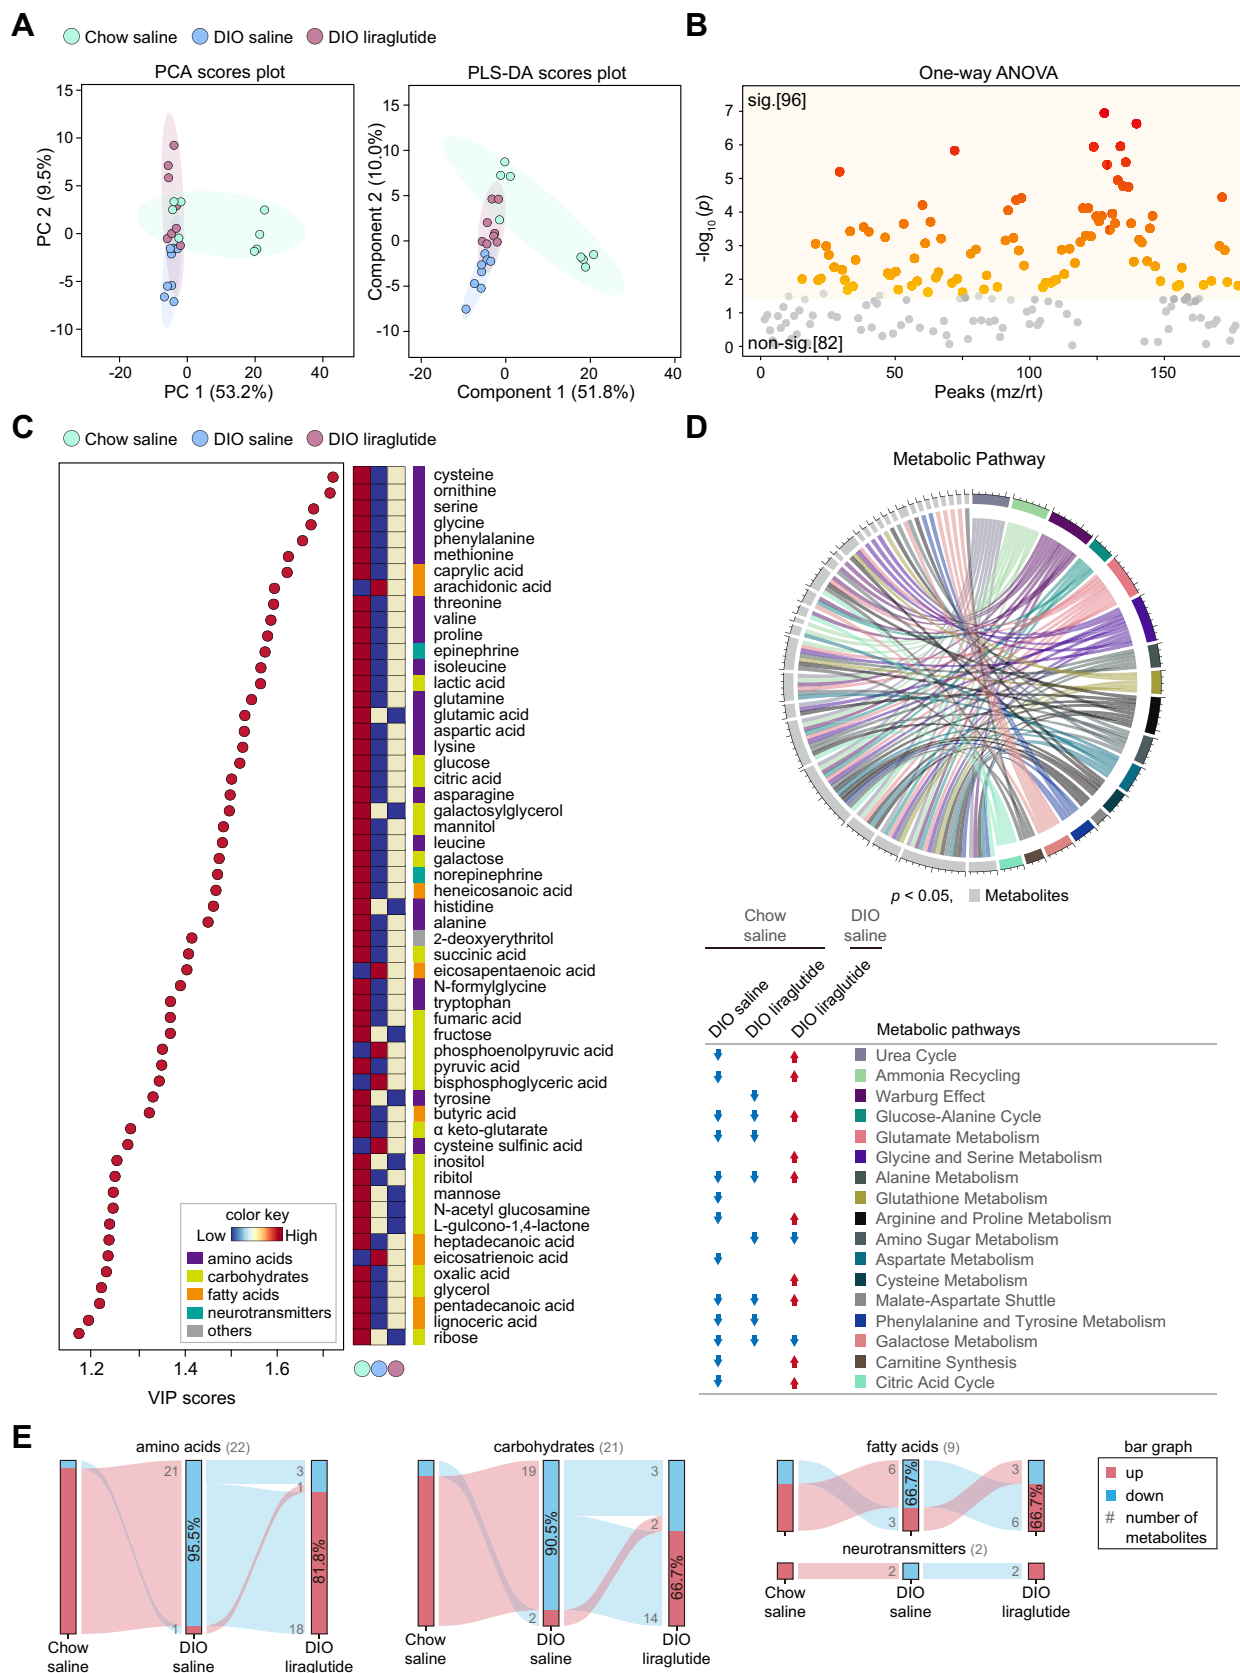 A
Chow saline DIO saline DIO liraglutide
PCA scores plot
PC 2 (9.5%)
15
10
5
0
-5
-10
-20 0 20 40
PC 1 (53.2%)
PLS-DA scores plot
Component 2 (10.0%)
15
10
5
0
-5
-10
-20 0 20 40
Component 1 (51.8%)
B
One-way ANOVA
sig.[96]
non-sig.[82]
-log10 (p)
7
6
5
4
3
2
1
0
0 50 100 150
Peaks (mz/rt)
C
Chow saline DIO saline DIO liraglutide
cysteine
ornithine
serine
glycine
phenylalanine
methionine
caprylic acid
arachidonic acid
threonine
valine
proline
epinephrine
isoleucine
lactic acid
glutamine
glutamic acid
aspartic acid
lysine
glucose
citric acid
asparagine
galactosylglycerol
mannitol
leucine
galactose
norepinephrine
heneicosanoic acid
histidine
alanine
2-deoxyerythritol
succinic acid
eicosapentaenoic acid
N-formylglycine
tryptophan
fumaric acid
fructose
phosphoenolpyruvic acid
pyruvic acid
bisphosphoglyceric acid
tyrosine
butyric acid
α keto-glutarate
cysteine sulfinic acid
inositol
ribitol
mannose
N-acetyl glucosamine
L-gulcono-1,4-lactone
heptadecanoic acid
eicosatrienoic acid
oxalic acid
glycerol
pentadecanoic acid
lignoceric acid
ribose
color key
Low High
amino acids
carbohydrates
fatty acids
neurotransmitters
others
1.2 1.4 1.6
VIP scores
D
Metabolic Pathway
p < 0.05, Metabolites
Chow
saline
DIO
saline
DIO saline
DIO liraglutide
DIO liraglutide
Metabolic pathways
Urea Cycle
Ammonia Recycling
Warburg Effect
Glucose-Alanine Cycle
Glutamate Metabolism
Glycine and Serine Metabolism
Alanine Metabolism
Glutathione Metabolism
Arginine and Proline Metabolism
Amino Sugar Metabolism
Aspartate Metabolism
Cysteine Metabolism
Malate-Aspartate Shuttle
Phenylalanine and Tyrosine Metabolism
Galactose Metabolism
Carnitine Synthesis
Citric Acid Cycle
E
amino acids (22)
21
1
95.5%
3
1
18
81.8%
Chow
saline
DIO
saline
DIO
liraglutide
carbohydrates (21)
19
2
90.5%
3
2
14
66.7%
Chow
saline
DIO
saline
DIO
liraglutide
fatty acids (9)
6
3
66.7%
3
6
66.7%
neurotransmitters (2)
2
2
Chow
saline
DIO
saline
DIO
liraglutide
bar graph
up
down
# number of
metabolites